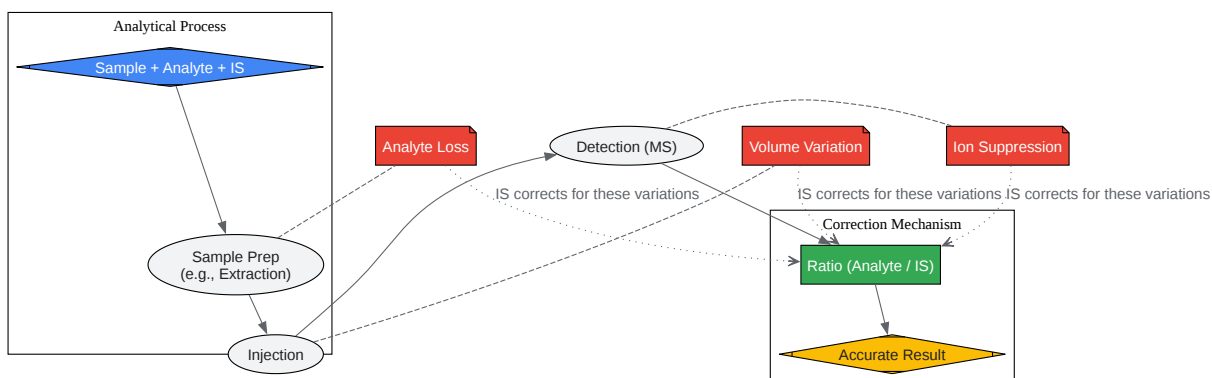 Analytical Process
Sample + Analyte + IS
Analyte Loss
Detection (MS)
Volume Variation
Ion Suppression
IS corrects for these variations
IS corrects for these variations
IS corrects for these variations
Correction Mechanism
Sample Prep
(e.g., Extraction)
Ratio (Analyte / IS)
Injection
Accurate Result